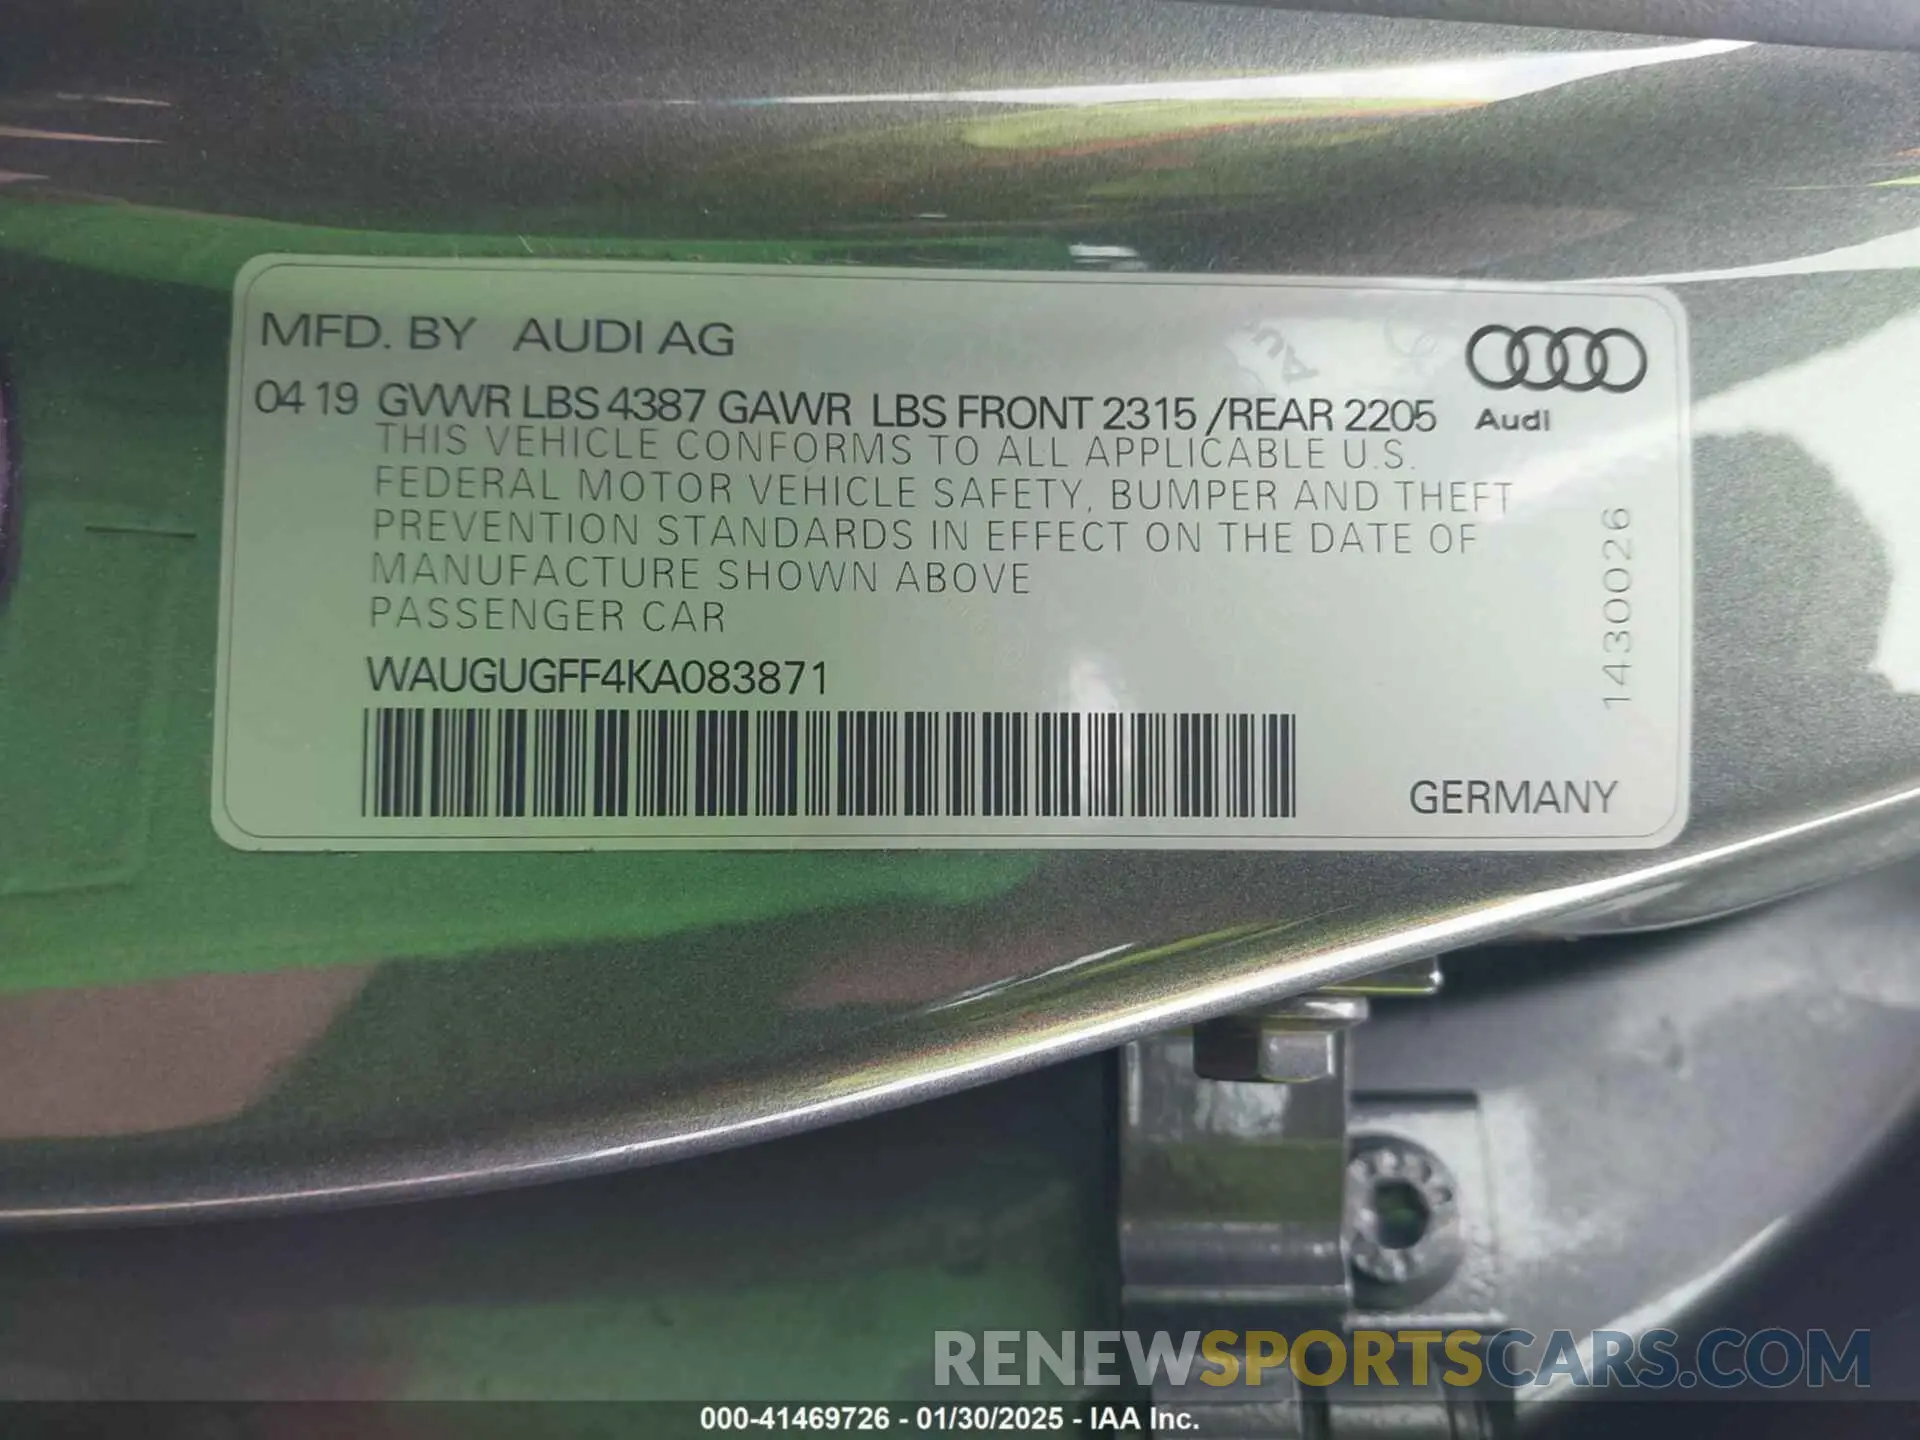 MFD. BY AUDI AG
04 19 GVWR LBS 4387 GAWR LBS FRONT 2315 /REAR 2205
Audi
THIS VEHICLE CONFORMS TO ALL APPLICABLE U.S.
FEDERAL MOTOR VEHICLE SAFETY, BUMPER AND THEFT
PREVENTION STANDARDS IN EFFECT ON THE DATE OF
MANUFACTURE SHOWN ABOVE
PASSENGER CAR
WAUGUGFF4KA083871
1430026
GERMANY
RENEWSPORTSCARS.COM
000-41469726 - 01/30/2025 - IAA Inc.